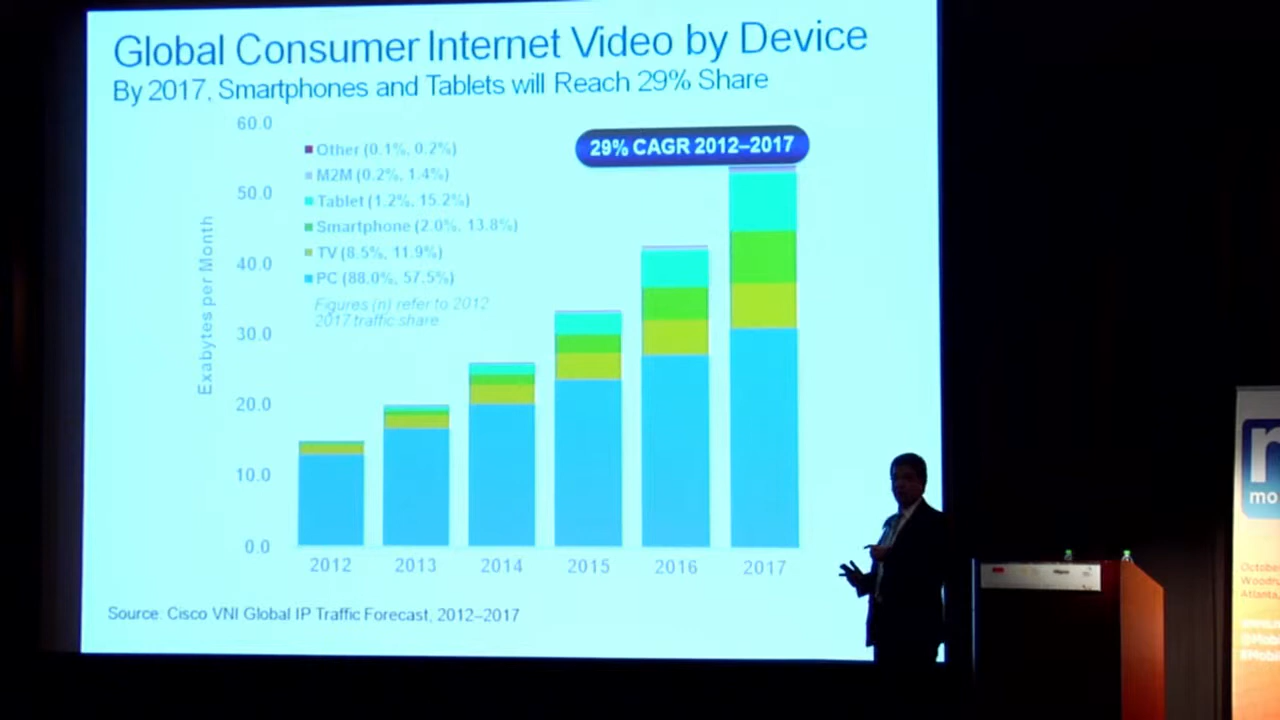 Global Consumer Internet Video by Device
By 2017, Smartphones and Tablets will Reach 29% Share
60.0
50.0
40.0
30.0
20.0
10.0
0.0
Exabytes per Month
Other (0.1%, 0.2%)
M2M (0.2%, 1.4%)
Tablet (1.2%, 15.2%)
Smartphone (2.0%, 13.8%)
TV (8.5%, 11.9%)
PC (88.0%, 57.5%)
Figures (n) refer to 2012
2017 traffic share
29% CAGR 2012–2017
2012 2013 2014 2015 2016 2017
Source: Cisco VNI Global IP Traffic Forecast, 2012–2017
mo
Octobe
Woodru
Atlanta,